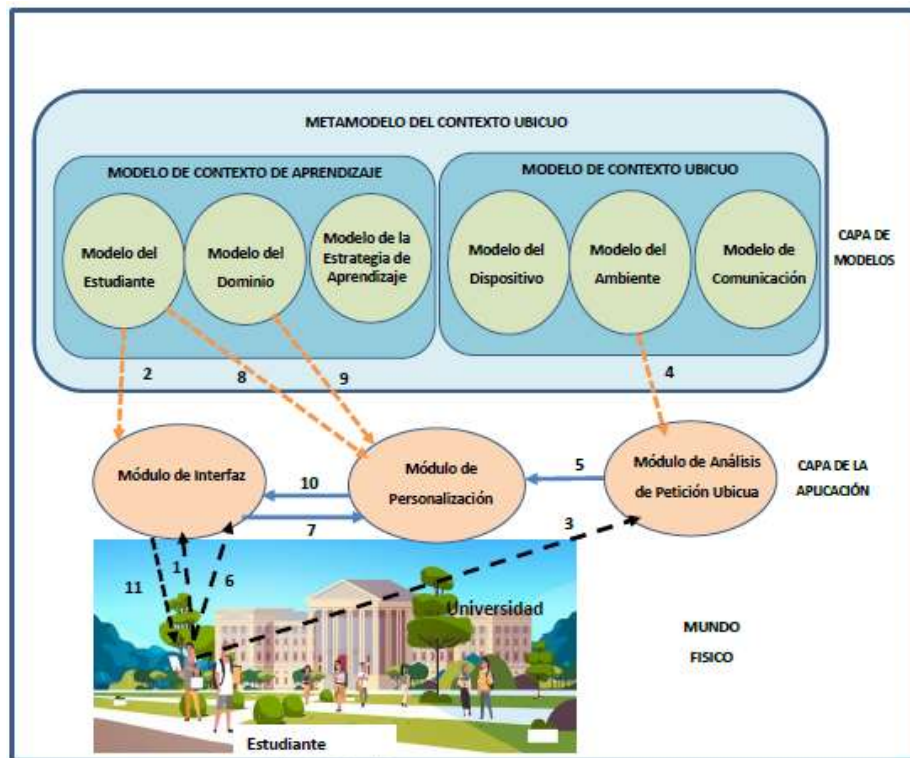 METAMODELO DEL CONTEXTO UBICUO
MODELO DE CONTEXTO DE APRENDIZAJE
MODELO DE CONTEXTO UBICUO
Modelo del
Estudiante
Modelo del
Dominio
Modelo de la
Estrategia de
Aprendizaje
Modelo del
Dispositivo
Modelo del
Ambiente
Modelo de
Comunicación
CAPA DE
MODELOS
2
8
9
4
Módulo de Interfaz
Módulo de
Personalización
Módulo de Análisis
de Petición Ubicua
CAPA DE LA
APLICACIÓN
10
5
7
3
11
1
6
Universidad
MUNDO
FISICO
Estudiante